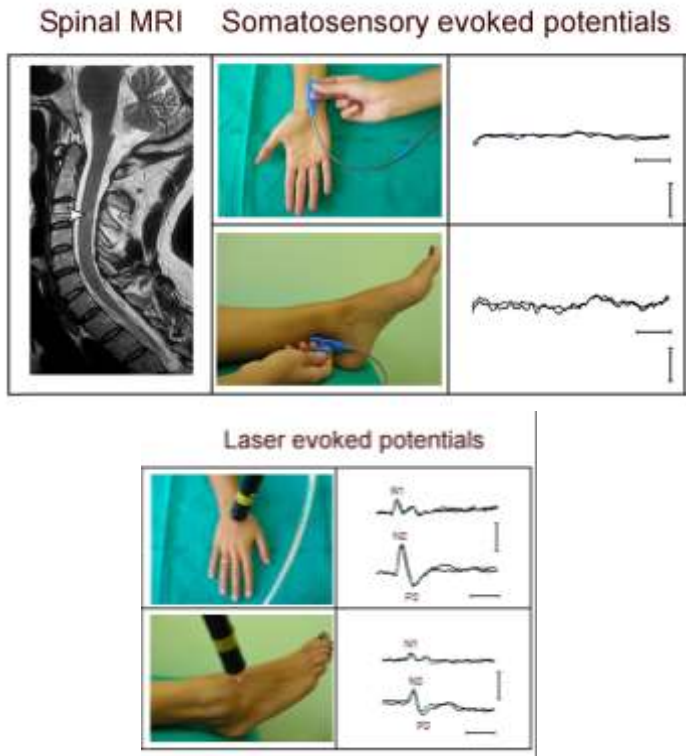 Spinal MRI Somatosensory evoked potentials
Laser evoked potentials
N1
N2
P2
N1
N2
P2